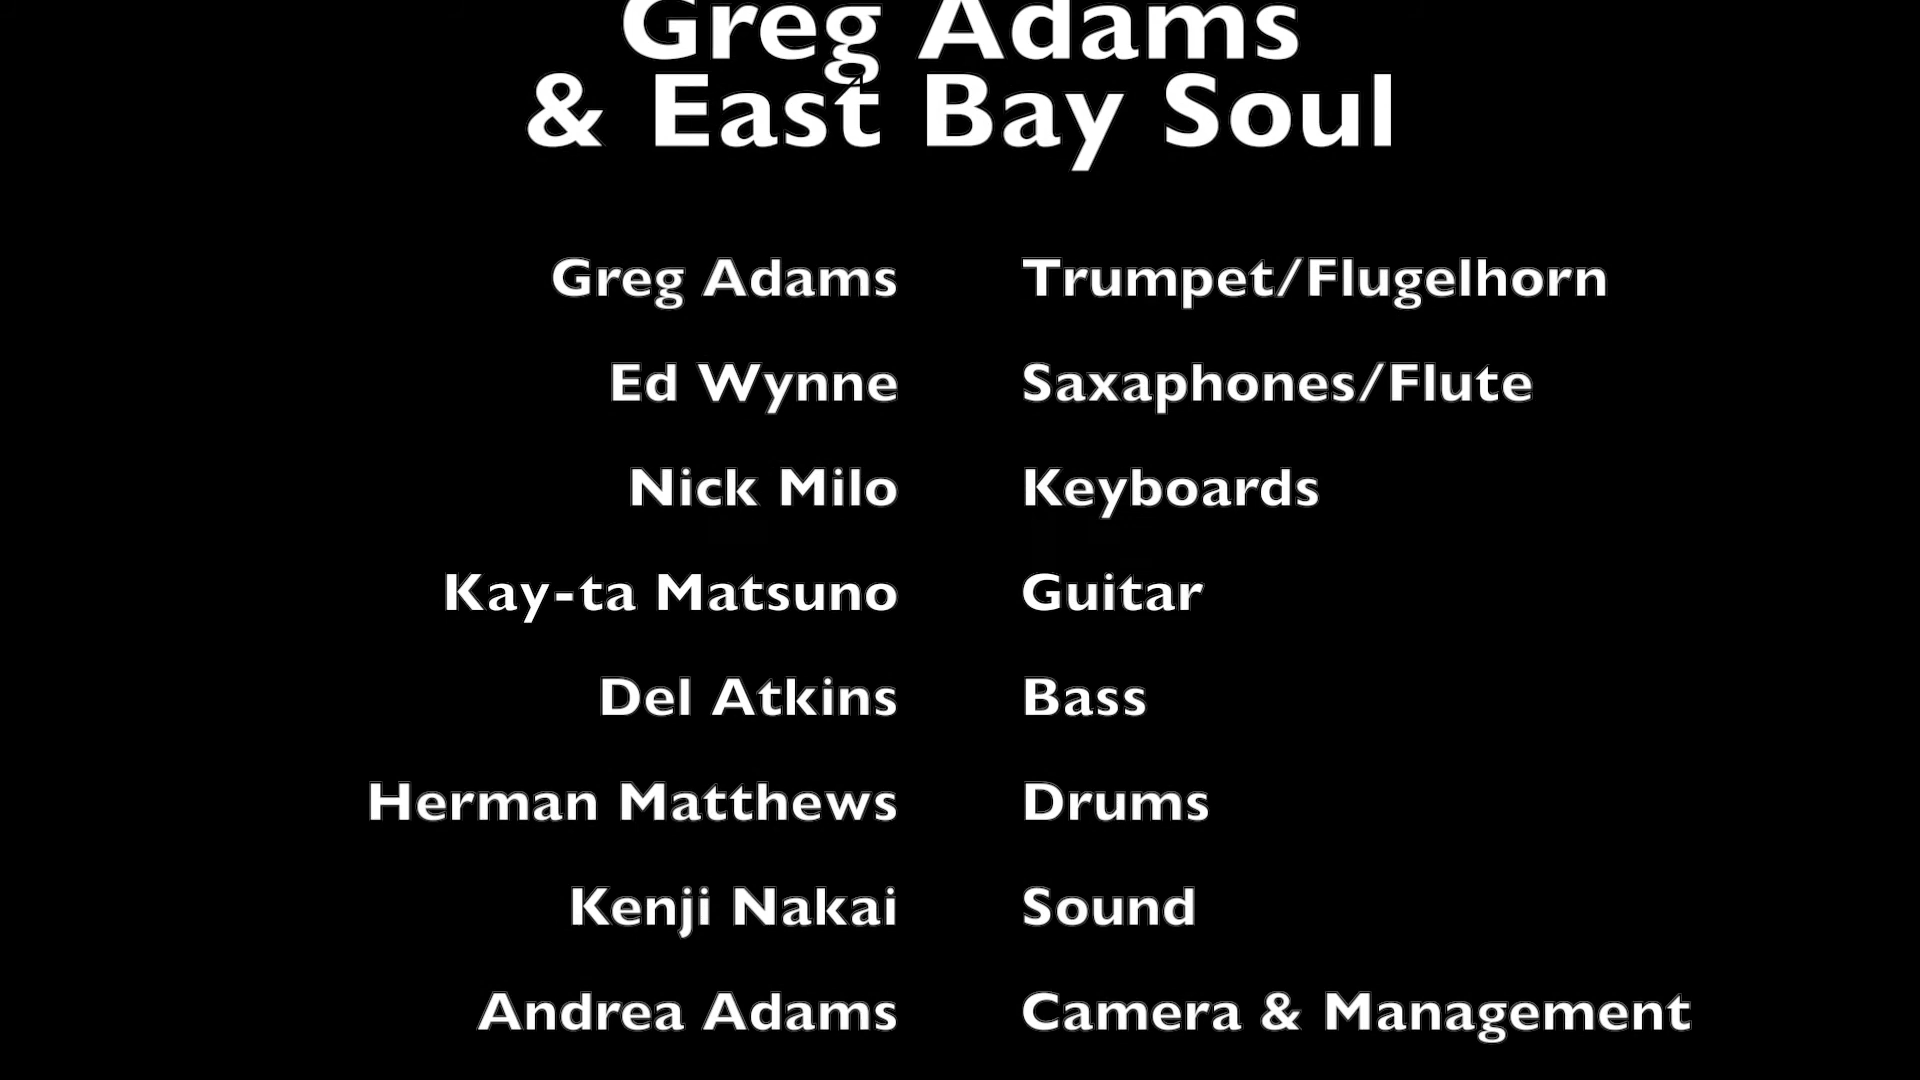 Greg Adams
& East Bay Soul
Greg Adams Trumpet/Flugelhorn
Ed Wynne Saxaphones/Flute
Nick Milo Keyboards
Kay-ta Matsuno Guitar
Del Atkins Bass
Herman Matthews Drums
Kenji Nakai Sound
Andrea Adams Camera & Management